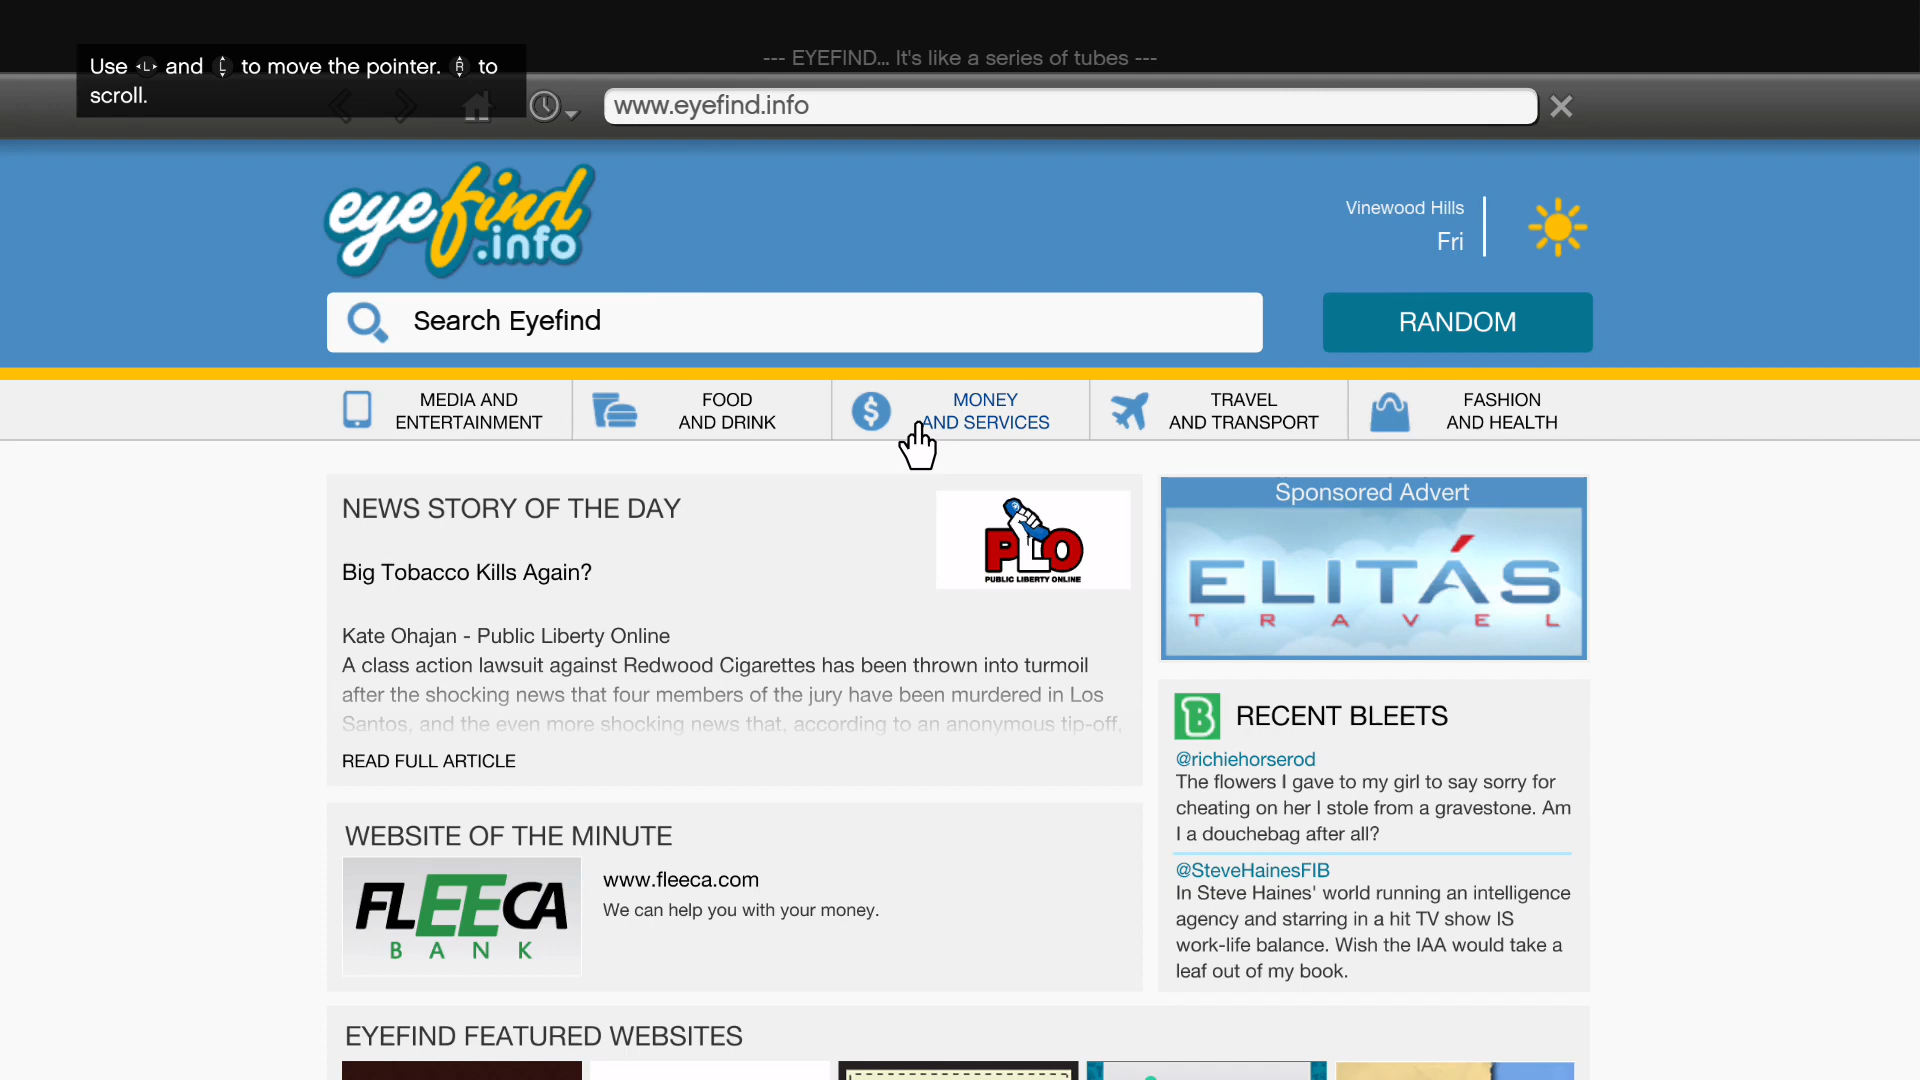 --- EYEFIND... It's like a series of tubes ---
Use L and L to move the pointer. R to
scroll.
www.eyefind.info
eyefind
.info
Vinewood Hills
Fri
Search Eyefind
RANDOM
MEDIA AND
ENTERTAINMENT
FOOD
AND DRINK
MONEY
AND SERVICES
TRAVEL
AND TRANSPORT
FASHION
AND HEALTH
NEWS STORY OF THE DAY
PLO
PUBLIC LIBERTY ONLINE
Big Tobacco Kills Again?
Kate Ohajan - Public Liberty Online
A class action lawsuit against Redwood Cigarettes has been thrown into turmoil
after the shocking news that four members of the jury have been murdered in Los
Santos, and the even more shocking news that, according to an anonymous tip-off,
READ FULL ARTICLE
Sponsored Advert
ELITÁS
TRAVEL
WEBSITE OF THE MINUTE
FLEECA
BANK
www.fleeca.com
We can help you with your money.
B RECENT BLEETS
@richiehorserod
The flowers I gave to my girl to say sorry for
cheating on her I stole from a gravestone. Am
I a douchebag after all?
@SteveHainesFIB
In Steve Haines' world running an intelligence
agency and starring in a hit TV show IS
work-life balance. Wish the IAA would take a
leaf out of my book.
EYEFIND FEATURED WEBSITES